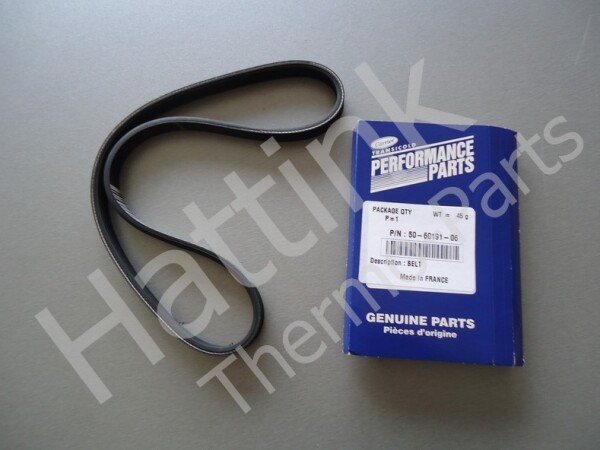 Carrier
TRANSICOLD
PERFORMANCE
PARTS
PACKAGE QTY WT = 45 g
P=1
P/N : 50-60191-06
Description : BELT
Made in FRANCE
GENUINE PARTS
Pièces d'origine
Hattink
Thermo Parts